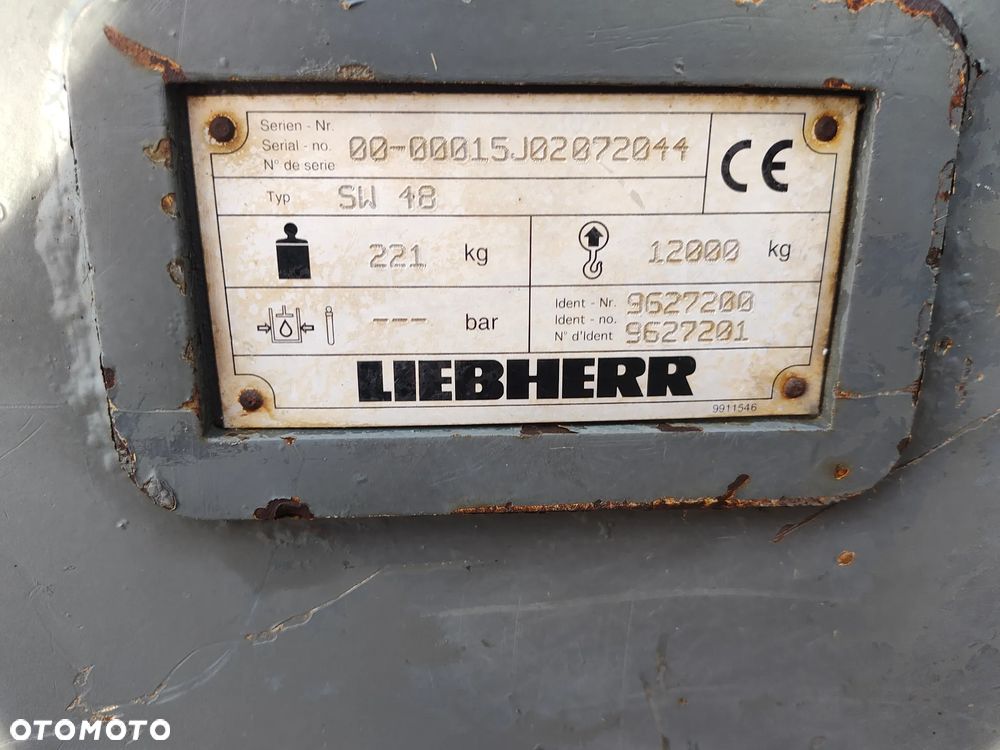 Serien - Nr.
Serial - no. 00-00015J02072044
N° de serie
CE
Typ SW 48
221 kg
12000 kg
--- bar
Ident - Nr. 9627200
Ident - no.
N° d'Ident 9627201
LIEBHERR
9911546
OTOMOTO